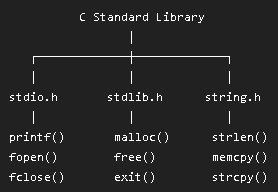 C Standard Library
stdio.h stdlib.h string.h
printf() malloc() strlen()
fopen() free() memcpy()
fclose() exit() strcpy()